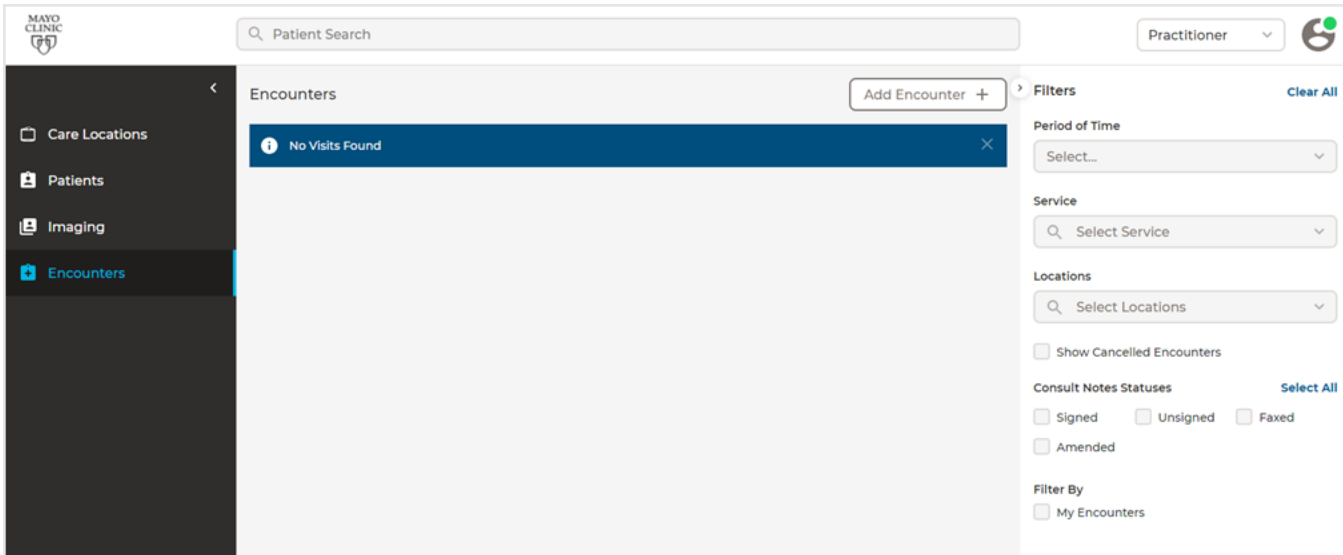 MAYO
CLINIC
Patient Search
Practitioner
Care Locations
Patients
Imaging
Encounters
Encounters
Add Encounter +
No Visits Found
Filters
Clear All
Period of Time
Select...
Service
Select Service
Locations
Select Locations
Show Cancelled Encounters
Consult Notes Statuses
Select All
Signed
Unsigned
Faxed
Amended
Filter By
My Encounters